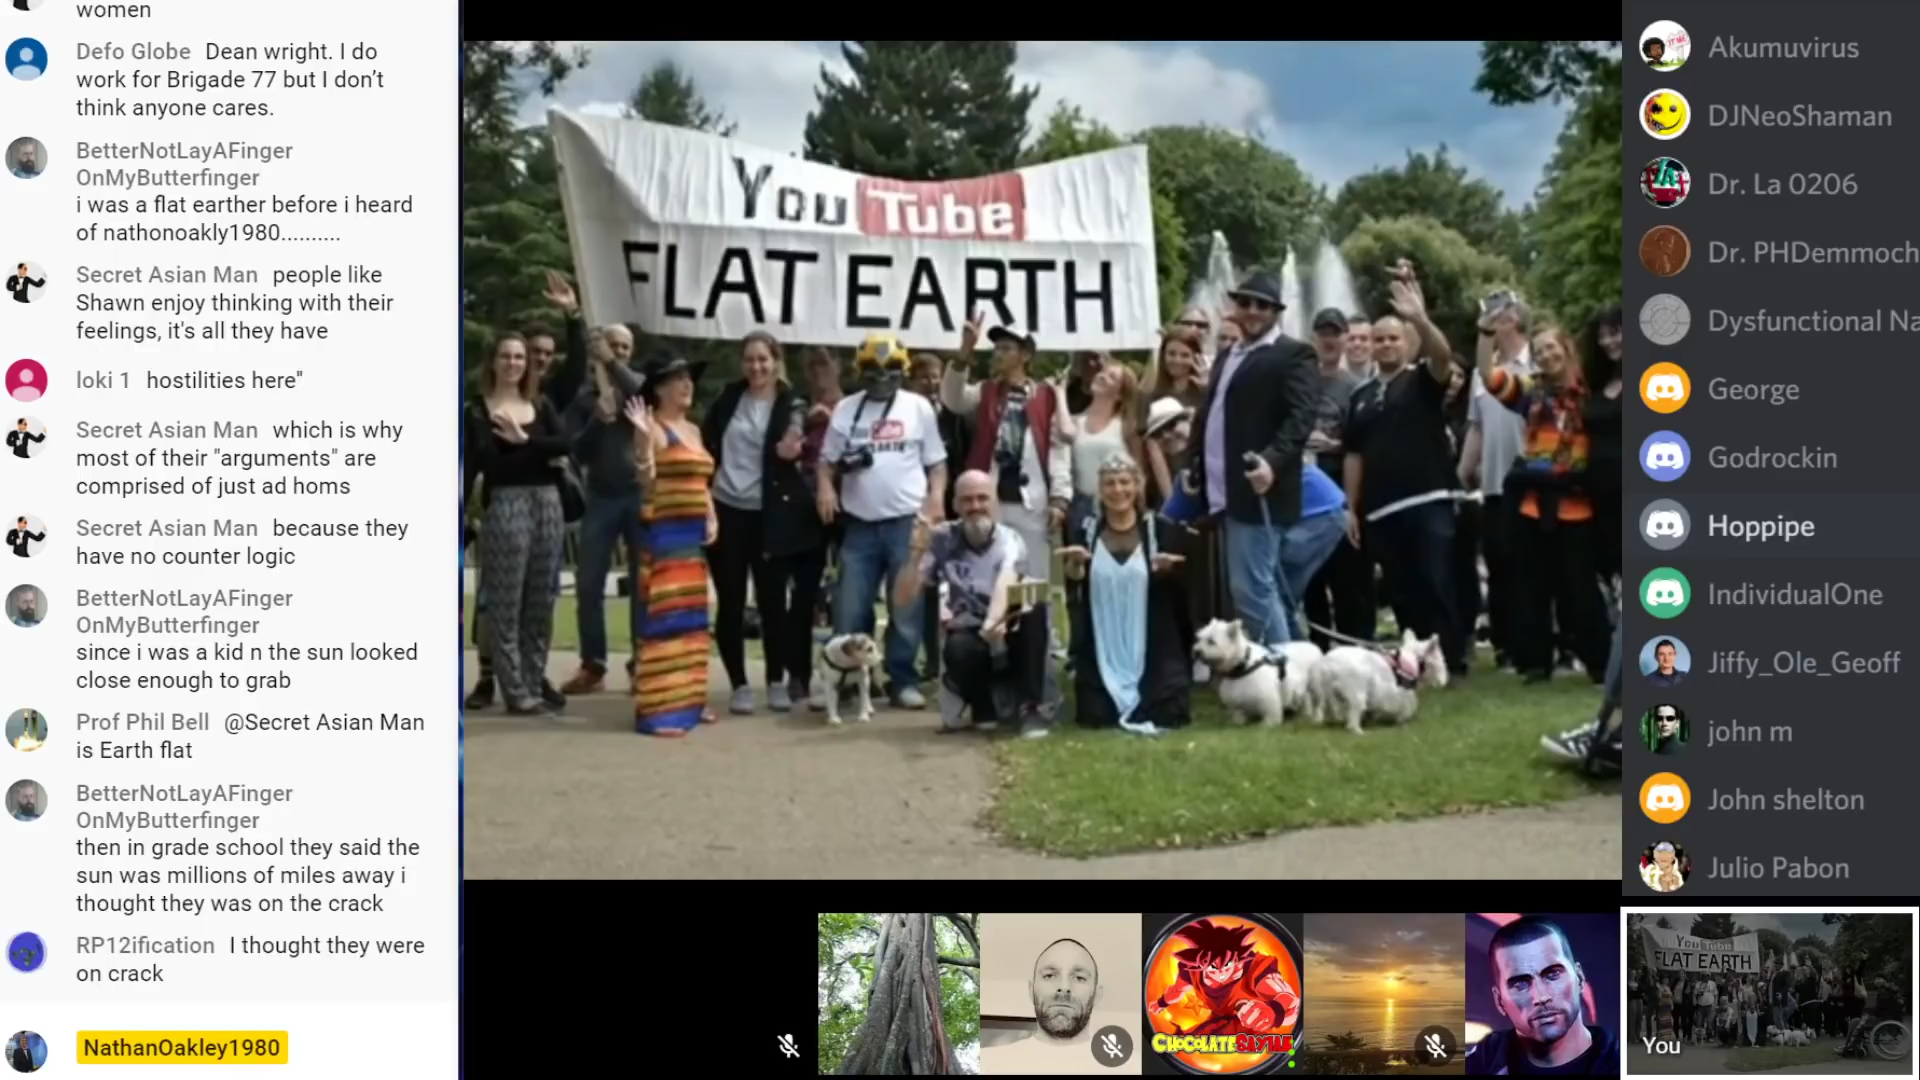 women
Defo Globe Dean wright. I do
work for Brigade 77 but I don’t
think anyone cares.
BetterNotLayAFinger
OnMyButterfinger
i was a flat earther before i heard
of nathonoakly1980..........
Secret Asian Man people like
Shawn enjoy thinking with their
feelings, it's all they have
loki 1 hostilities here"
Secret Asian Man which is why
most of their "arguments" are
comprised of just ad homs
Secret Asian Man because they
have no counter logic
BetterNotLayAFinger
OnMyButterfinger
since i was a kid n the sun looked
close enough to grab
Prof Phil Bell @Secret Asian Man
is Earth flat
BetterNotLayAFinger
OnMyButterfinger
then in grade school they said the
sun was millions of miles away i
thought they was on the crack
RP12ification I thought they were
on crack
NathanOakley1980
You Tube
FLAT EARTH
CHOCOLATE SAYIAN
Akumuvirus
DJNeoShaman
Dr. La 0206
Dr. PHDemmoch
Dysfunctional Na
George
Godrockin
Hoppipe
IndividualOne
Jiffy_Ole_Geoff
john m
John shelton
Julio Pabon
You Tube
FLAT EARTH
You